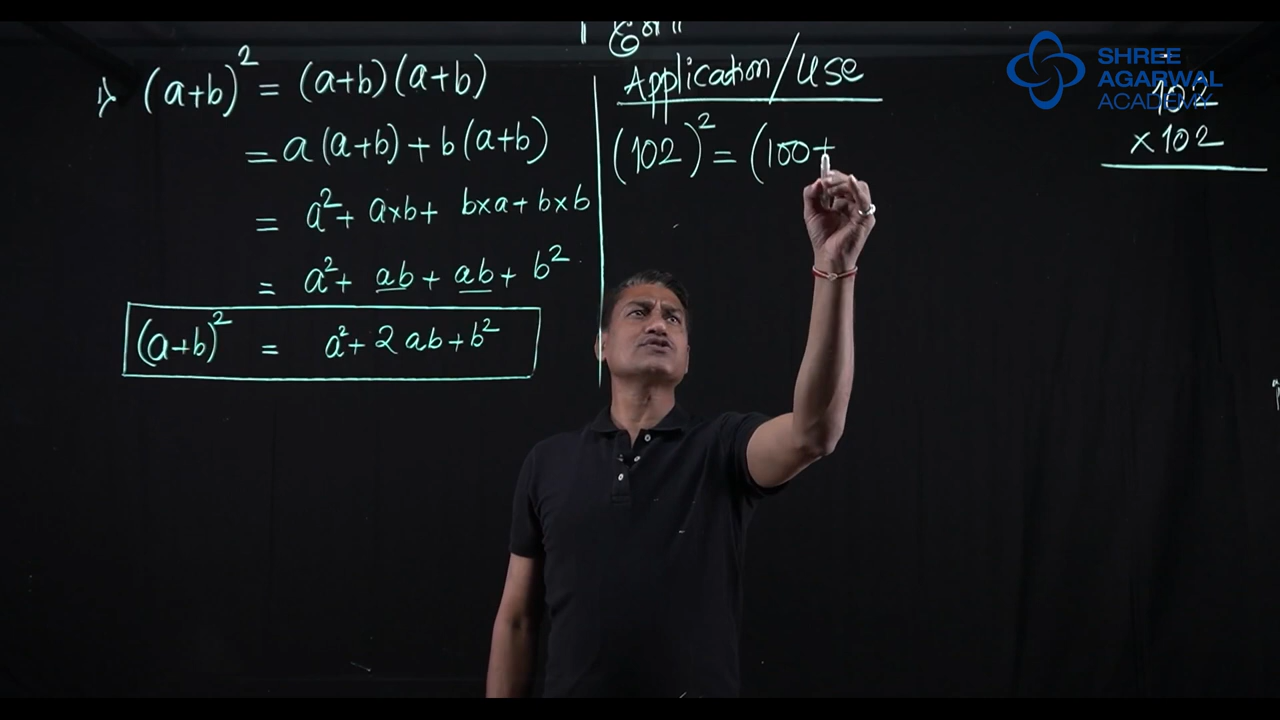 1) (a+b)² = (a+b)(a+b)
= a(a+b) + b(a+b)
= a² + a×b + b×a + b×b
= a² + ab + ab + b²
(a+b)² = a² + 2ab + b²
Application/Use
(102)² = (100+
SHREE
AGARWAL
ACADEMY
102
×102